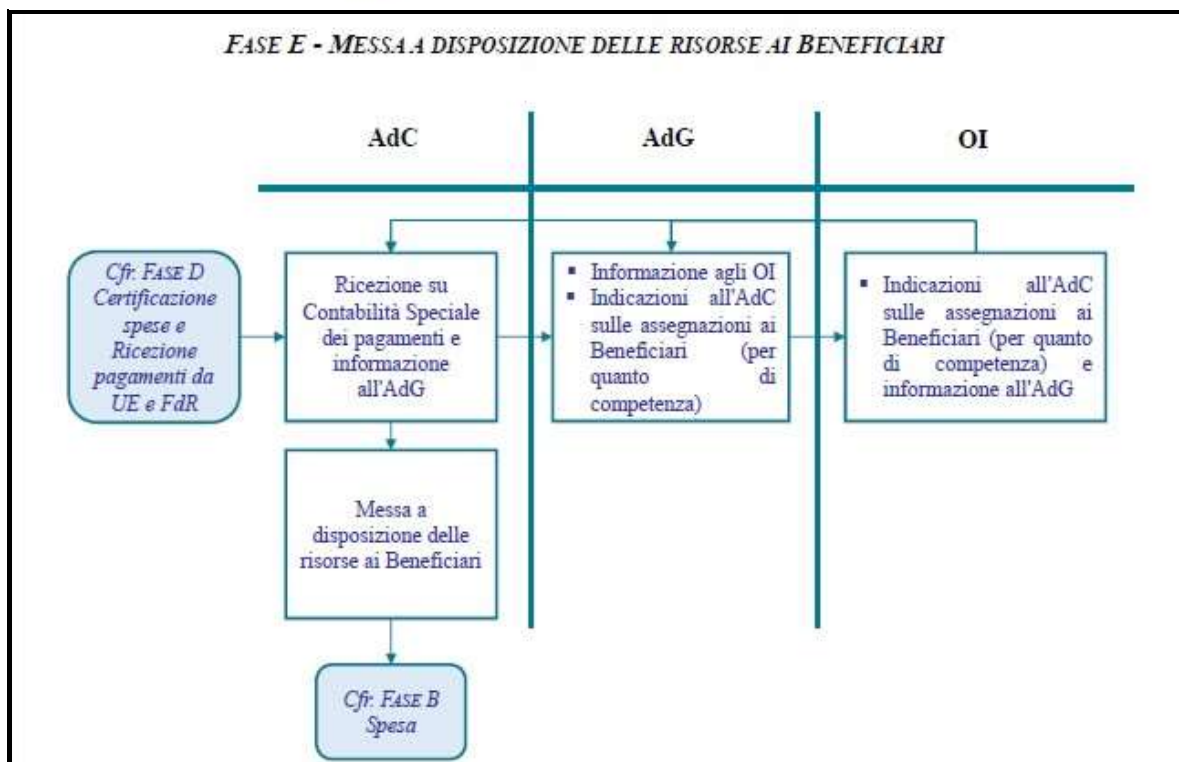 FASE E - MESSA A DISPOSIZIONE DELLE RISORSE AI BENEFICIARI
AdC
AdG
OI
Cfr. FASE D
Certificazione
spese e
Ricezione
pagamenti da
UE e FdR
Ricezione su
Contabilità Speciale
dei pagamenti e
informazione
all'AdG
▪ Informazione agli OI
▪ Indicazioni all'AdC
sulle assegnazioni ai
Beneficiari (per
quanto di
competenza)
▪ Indicazioni all'AdC
sulle assegnazioni ai
Beneficiari (per quanto
di competenza) e
informazione all'AdG
Messa a
disposizione delle
risorse ai Beneficiari
Cfr. FASE B
Spesa